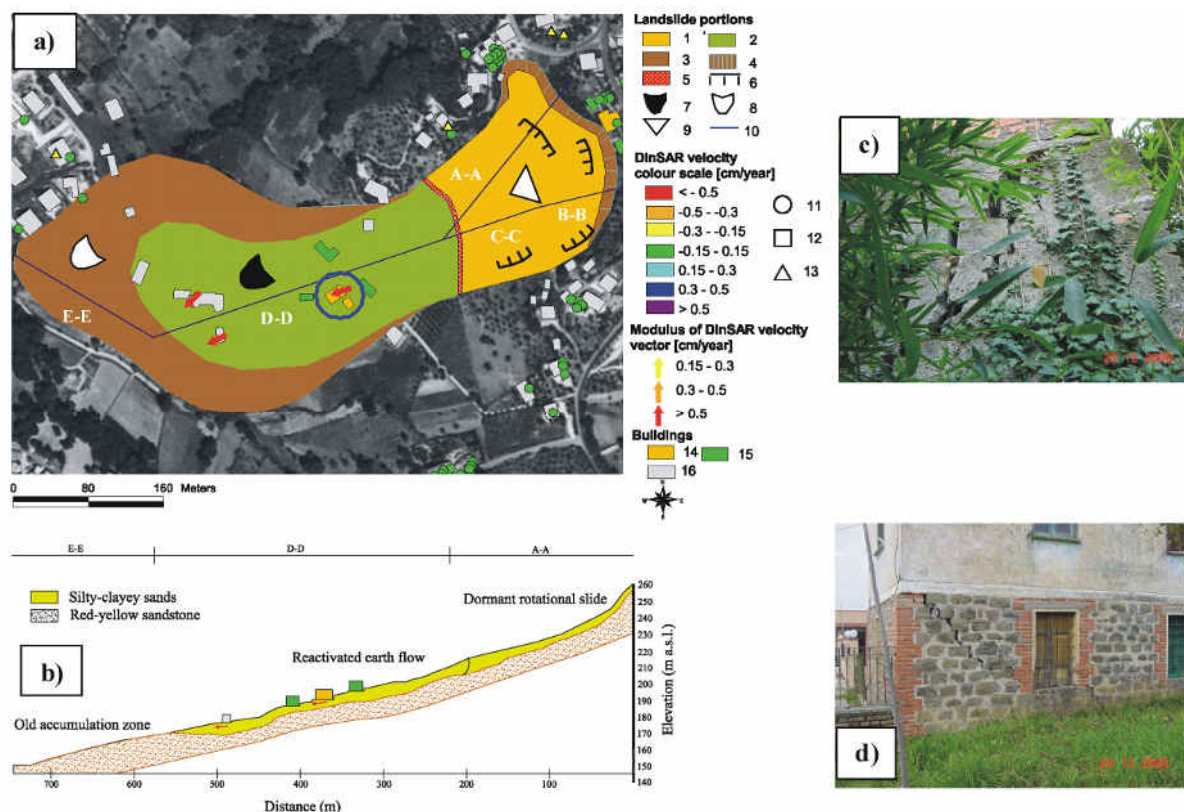 a)
A-A
B-B
C-C
D-D
E-E
0 80 160 Meters
Landslide portions
1 2
3 4
5 6
7 8
9 10
DInSAR velocity
colour scale [cm/year]
< - 0.5
-0.5 - -0.3
-0.3 - -0.15
-0.15 - 0.15
0.15 - 0.3
0.3 - 0.5
> 0.5
11
12
13
Modulus of DInSAR velocity
vector [cm/year]
0.15 - 0.3
0.3 - 0.5
> 0.5
Buildings
14 15
16
N
W E
S
c)
E-E D-D A-A
Silty-clayey sands
Red-yellow sandstone
b)
Dormant rotational slide
Reactivated earth flow
Old accumulation zone
260
250
240
230
220
210
200
190
180
170
160
150
140
Elevation (m a.s.l.)
700 600 500 400 300 200 100
Distance (m)
d)